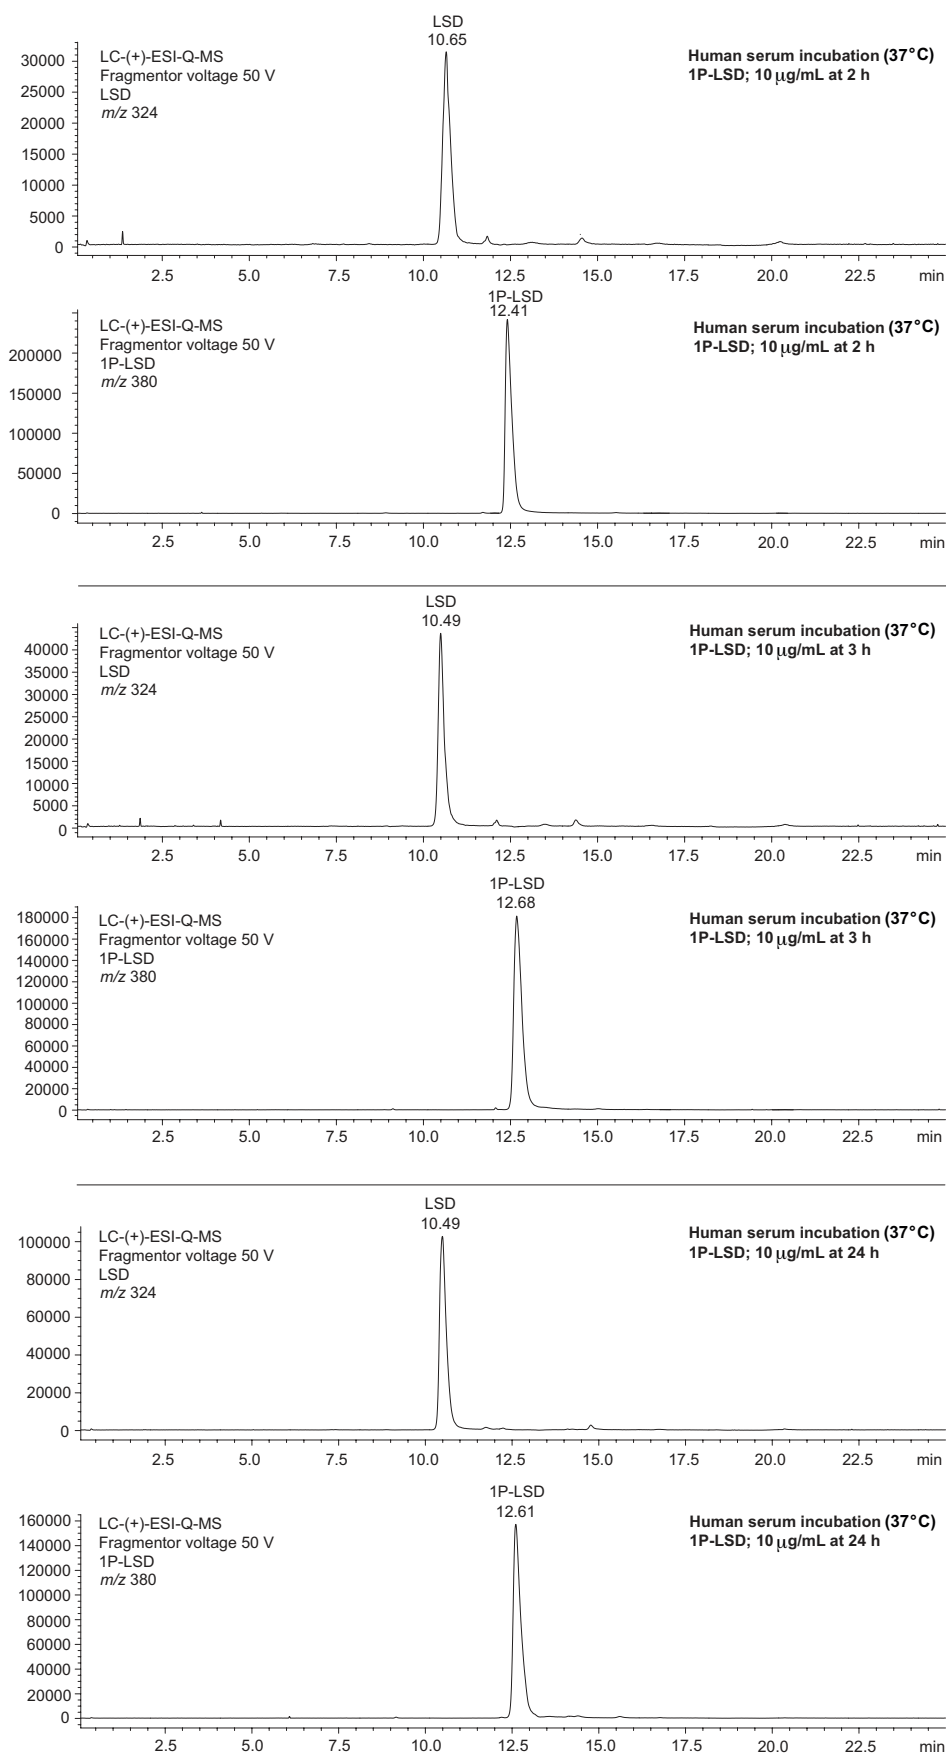 LSD
10.65
LC-(+)-ESI-Q-MS
Fragmentor voltage 50 V
LSD
m/z 324
Human serum incubation (37°C)
1P-LSD; 10 μg/mL at 2 h
30000
25000
20000
15000
10000
5000
0
2.5 5.0 7.5 10.0 12.5 15.0 17.5 20.0 22.5 min
1P-LSD
12.41
LC-(+)-ESI-Q-MS
Fragmentor voltage 50 V
1P-LSD
m/z 380
Human serum incubation (37°C)
1P-LSD; 10 μg/mL at 2 h
200000
150000
100000
50000
0
2.5 5.0 7.5 10.0 12.5 15.0 17.5 20.0 22.5 min
LSD
10.49
LC-(+)-ESI-Q-MS
Fragmentor voltage 50 V
LSD
m/z 324
Human serum incubation (37°C)
1P-LSD; 10 μg/mL at 3 h
40000
35000
30000
25000
20000
15000
10000
5000
0
2.5 5.0 7.5 10.0 12.5 15.0 17.5 20.0 22.5 min
1P-LSD
12.68
LC-(+)-ESI-Q-MS
Fragmentor voltage 50 V
1P-LSD
m/z 380
Human serum incubation (37°C)
1P-LSD; 10 μg/mL at 3 h
180000
160000
140000
120000
100000
80000
60000
40000
20000
0
2.5 5.0 7.5 10.0 12.5 15.0 17.5 20.0 22.5 min
LSD
10.49
LC-(+)-ESI-Q-MS
Fragmentor voltage 50 V
LSD
m/z 324
Human serum incubation (37°C)
1P-LSD; 10 μg/mL at 24 h
100000
80000
60000
40000
20000
0
2.5 5.0 7.5 10.0 12.5 15.0 17.5 20.0 22.5 min
1P-LSD
12.61
LC-(+)-ESI-Q-MS
Fragmentor voltage 50 V
1P-LSD
m/z 380
Human serum incubation (37°C)
1P-LSD; 10 μg/mL at 24 h
160000
140000
120000
100000
80000
60000
40000
20000
0
2.5 5.0 7.5 10.0 12.5 15.0 17.5 20.0 22.5 min